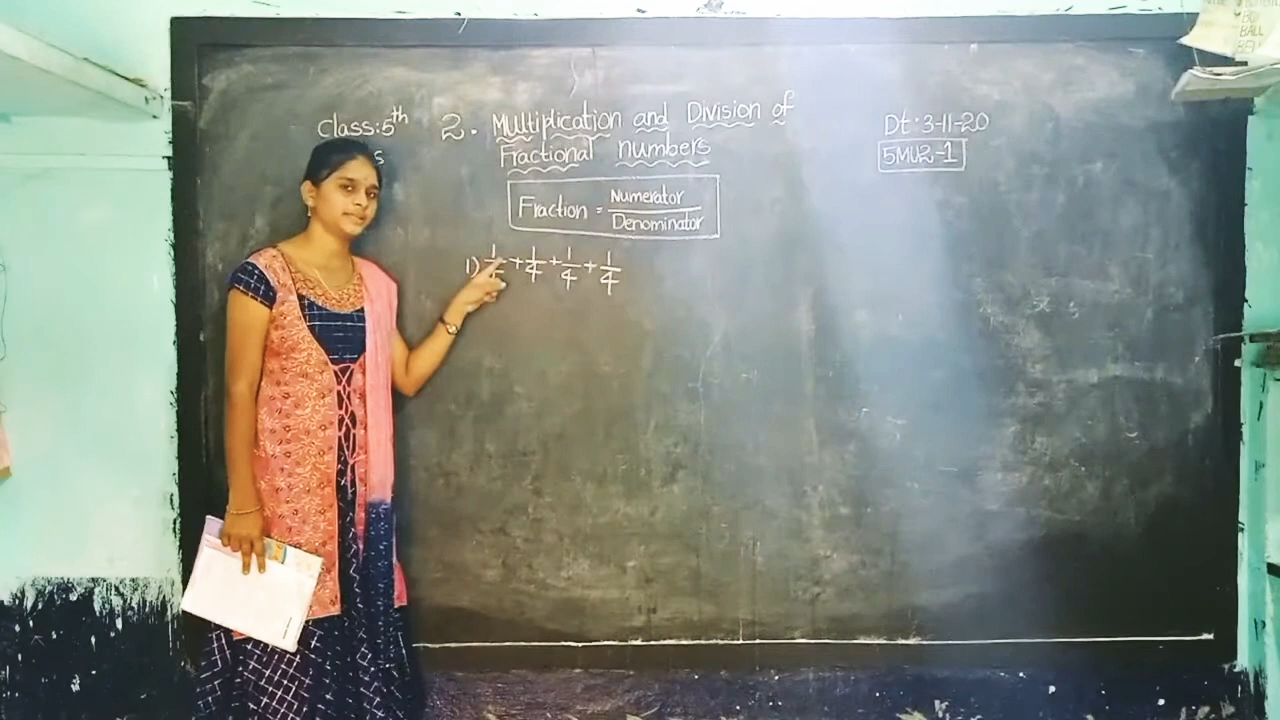 Class:5th
2. Multiplication and Division of
Fractional numbers
Dt:3-11-20
5MU2-1
Fraction = Numerator
Denominator
1) 1/4 + 1/4 + 1/4 + 1/4
BALL